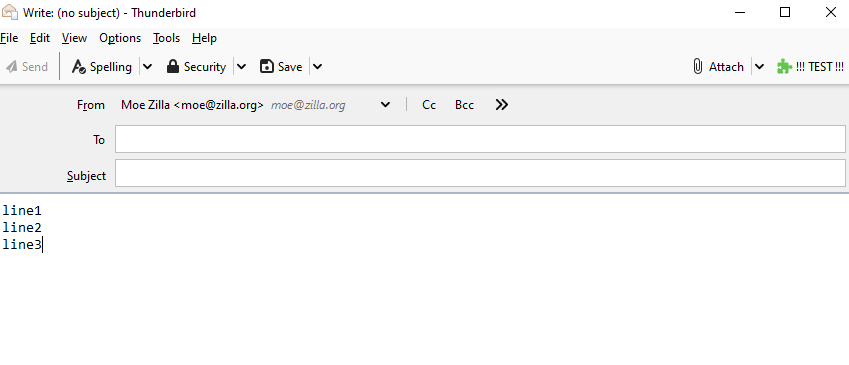 Write: (no subject) - Thunderbird
File Edit View Options Tools Help
Send Spelling Security Save Attach !!! TEST !!!
From Moe Zilla <moe@zilla.org> moe@zilla.org Cc Bcc
To
Subject
line1
line2
line3